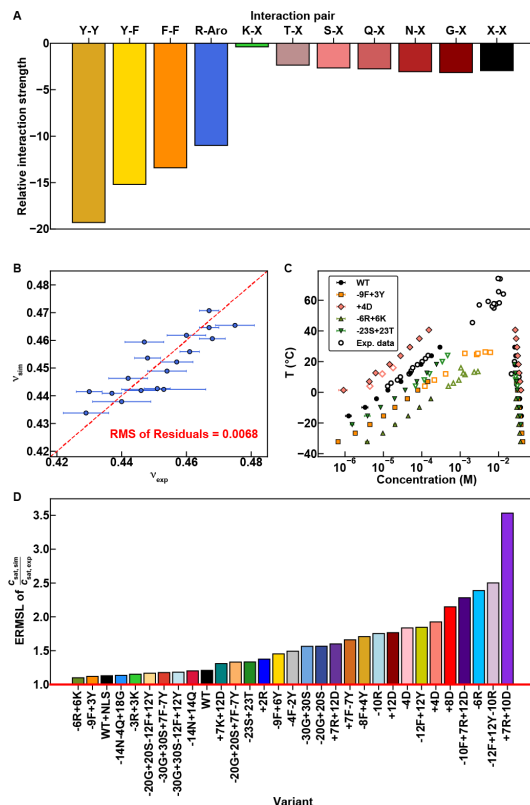 A
Interaction pair
Y-Y Y-F F-F R-Aro K-X T-X S-X Q-X N-X G-X X-X
Relative interaction strength
0
−5
−10
−15
−20
B
ν_sim
0.48
0.47
0.46
0.45
0.44
0.43
0.42
RMS of Residuals = 0.0068
0.42 0.44 0.46 0.48
ν_exp
C
T (°C)
60
40
20
0
−20
−40
WT
-9F+3Y
+4D
-6R+6K
-23S+23T
Exp. data
10⁻⁶ 10⁻⁵ 10⁻⁴ 10⁻³ 10⁻²
Concentration (M)
D
ERMSL of c_sat,sim / c_sat,exp
3.5
3.0
2.5
2.0
1.5
1.0
-6R+6K
-9F+3Y
WT+NLS
-14N-4Q+18G
-3R+3K
-20G+20S-12F+12Y
-30G+30S+7F-7Y
-30G+30S-12F+12Y
-14N+14Q
WT
+7K+12D
-20G+20S+7F-7Y
-23S+23T
+2R
-9F+6Y
-4F-2Y
-30G+30S
-20G+20S
+7R+12D
+7F-7Y
-8F+4Y
-10R
+12D
-4D
-12F+12Y
+4D
+8D
-10F+7R+12D
-6R
-12F+12Y-10R
+7R+10D
Variant